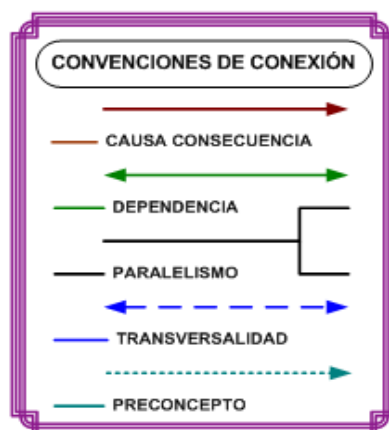 CONVENCIONES DE CONEXIÓN
CAUSA CONSECUENCIA
DEPENDENCIA
PARALELISMO
TRANSVERSALIDAD
PRECONCEPTO